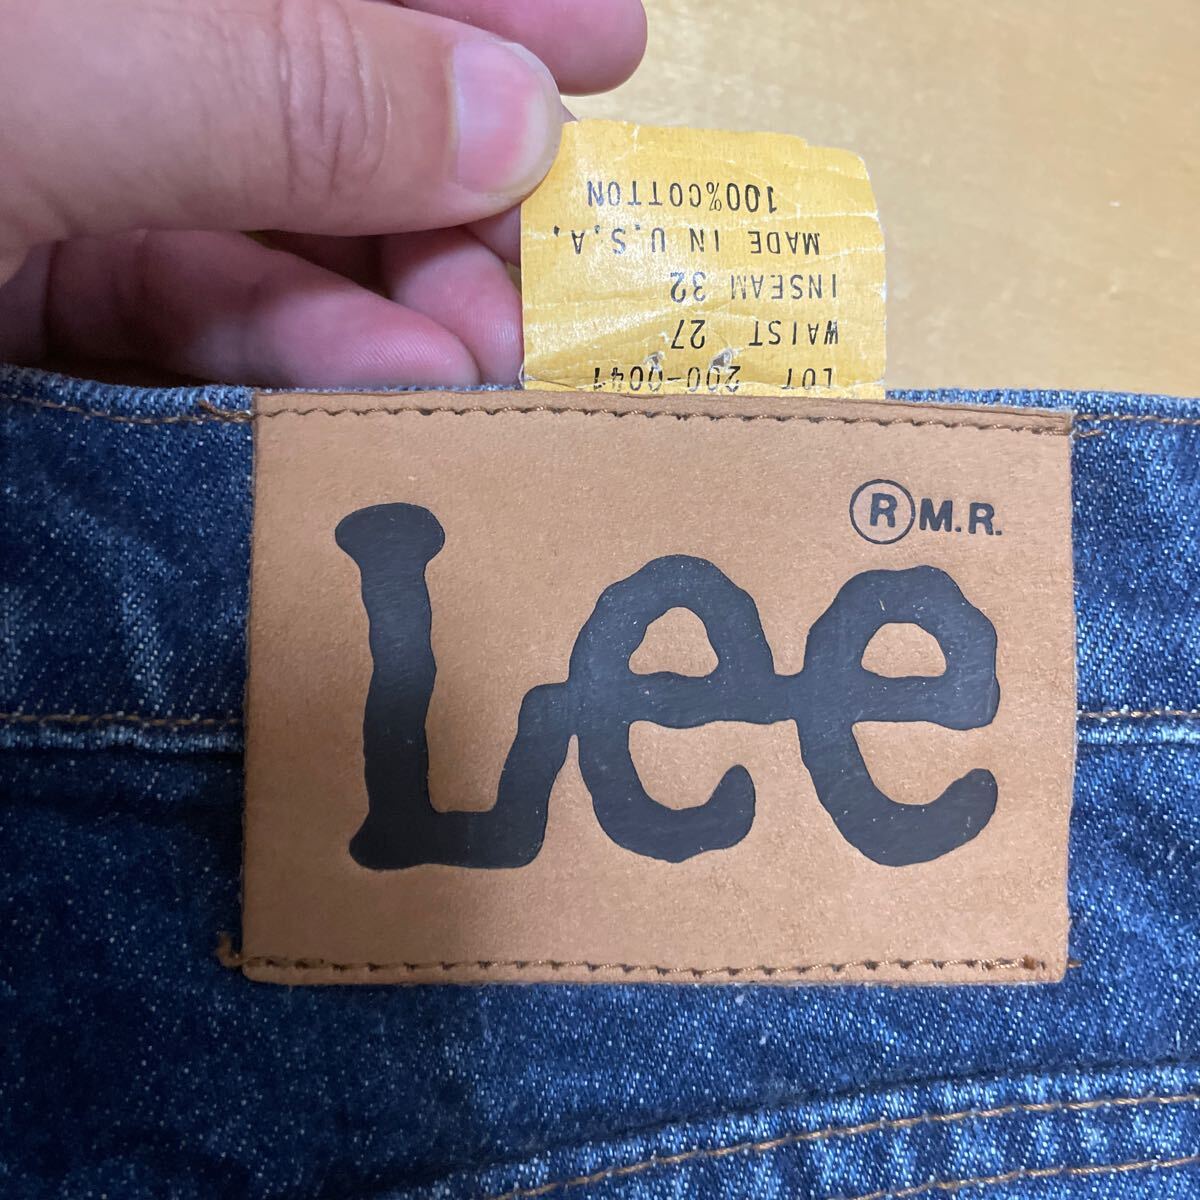 LOT 200-0041
WAIST 27
INSEAM 32
MADE IN U.S.A.
100%COTTON
Lee
® M.R.